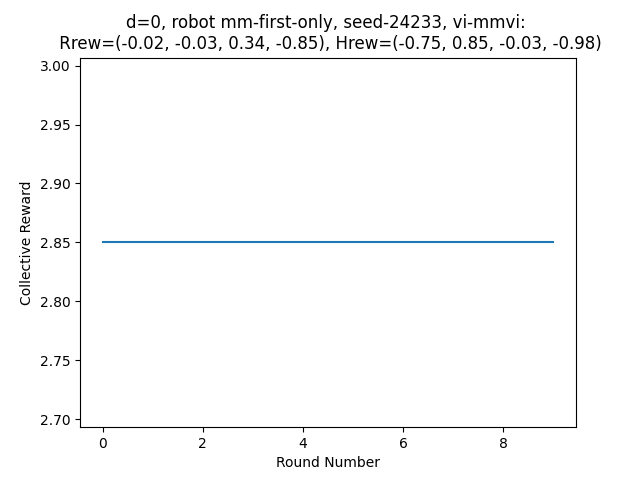 d=0, robot mm-first-only, seed-24233, vi-mmvi:
Rrew=(-0.02, -0.03, 0.34, -0.85), Hrew=(-0.75, 0.85, -0.03, -0.98)
3.00
2.95
2.90
2.85
2.80
2.75
2.70
Collective Reward
0 2 4 6 8
Round Number